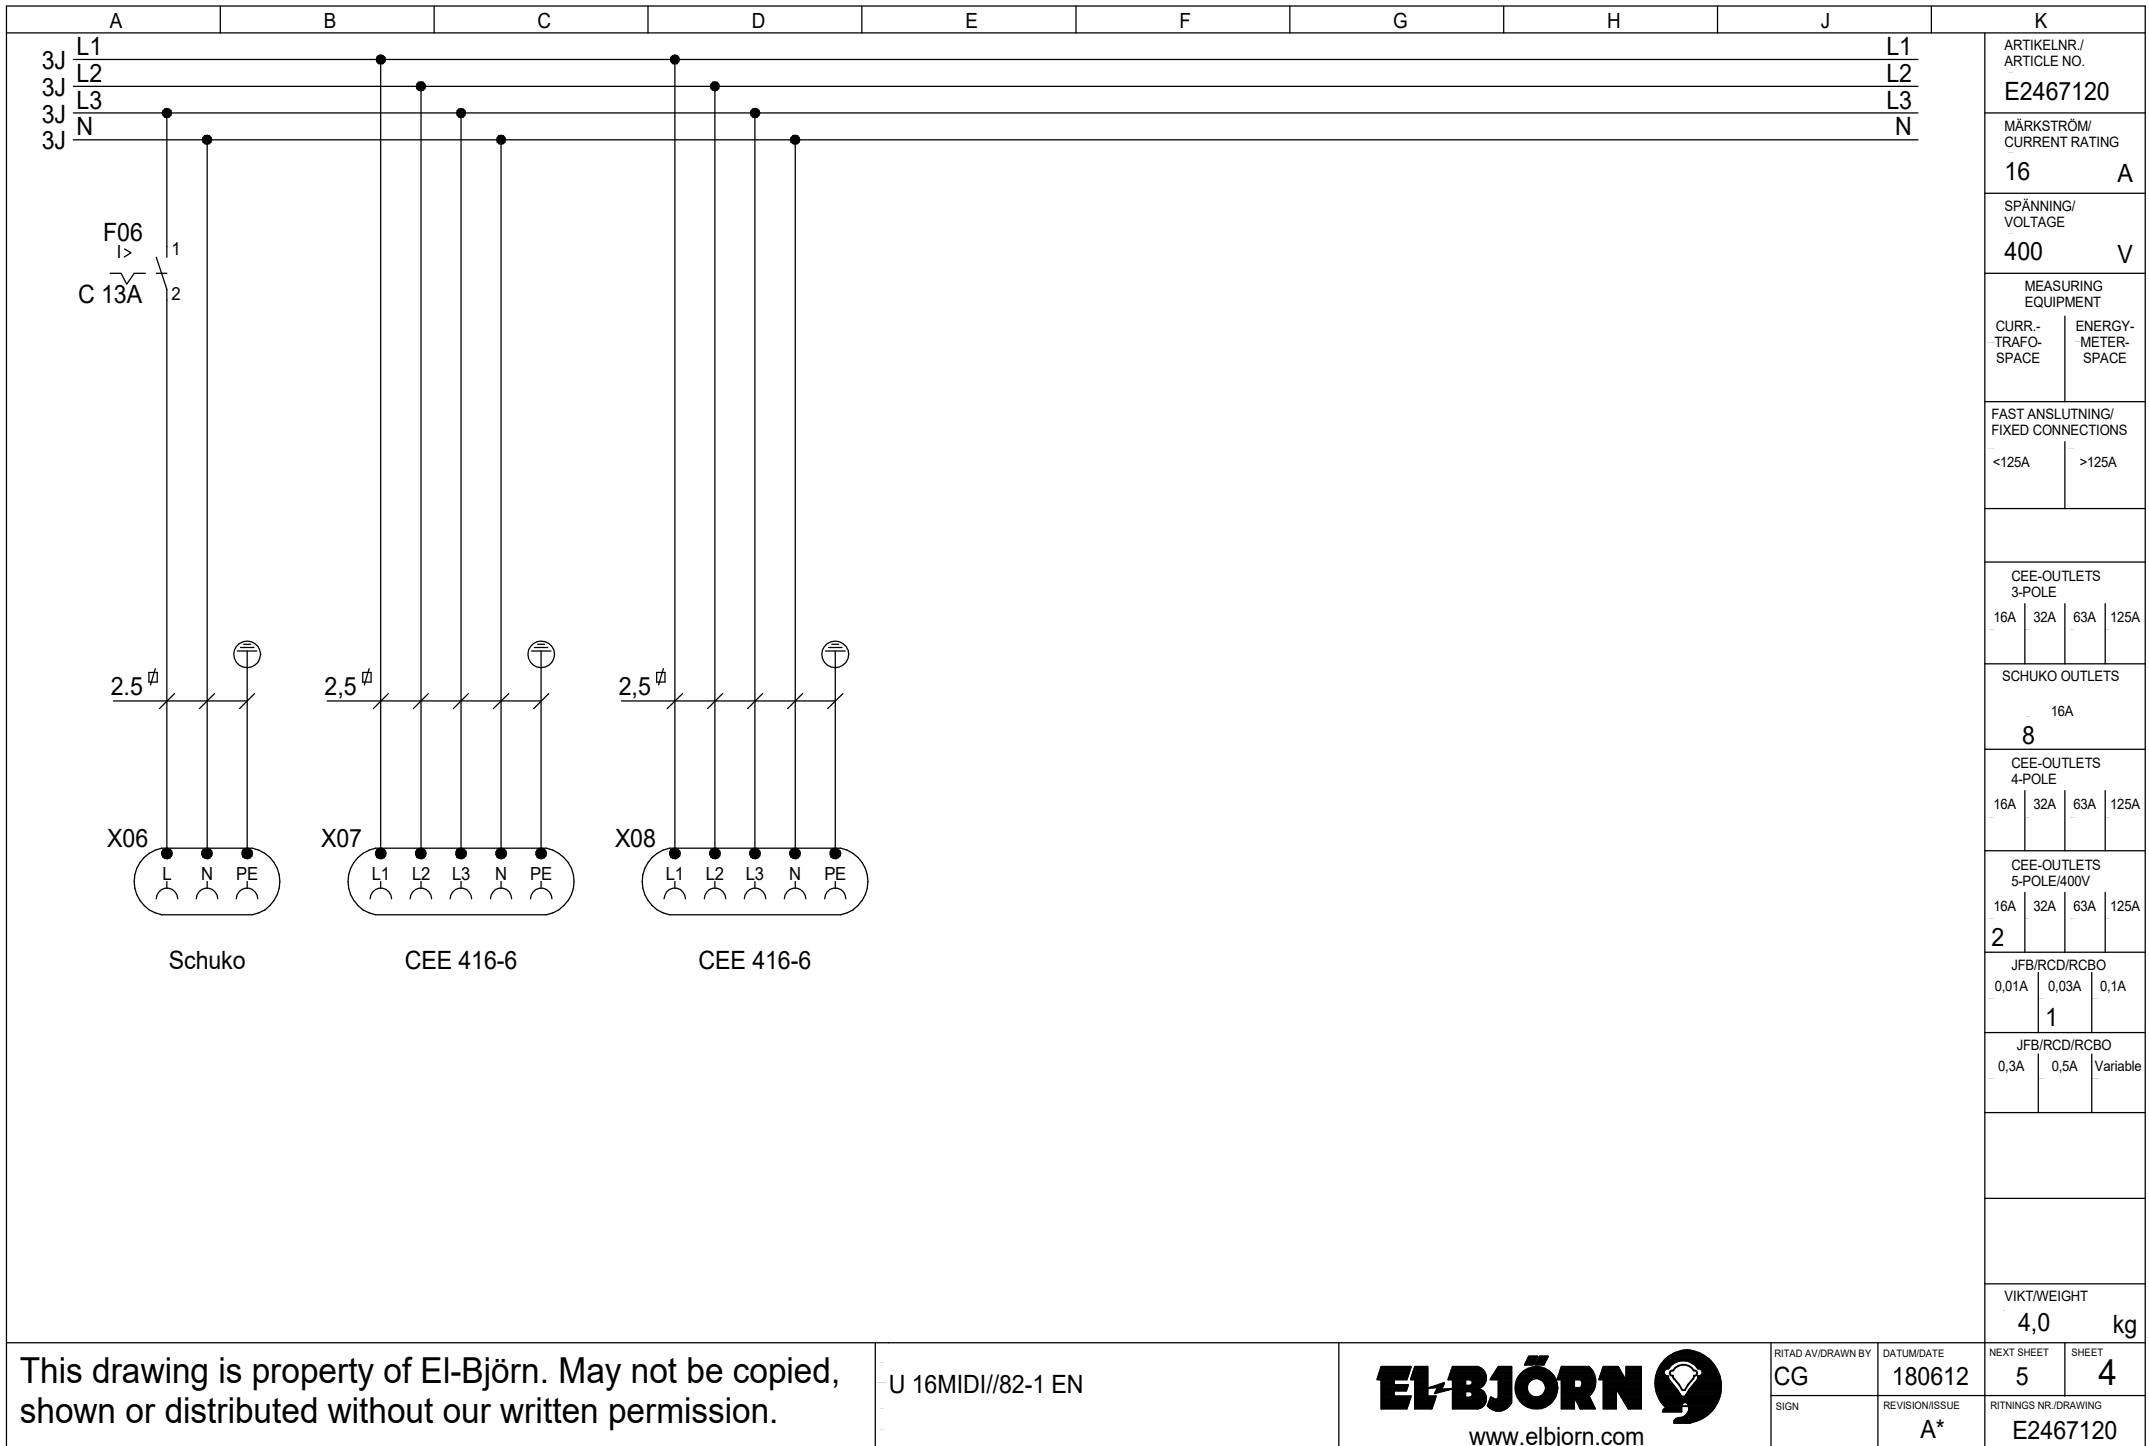 A B C D E F G H J K
3J L1 L1
3J L2 L2
3J L3 L3
3J N N
F06
I>
1
C 13A
2
2.5
2,5
2,5
X06
L N PE
X07
L1 L2 L3 N PE
X08
L1 L2 L3 N PE
Schuko
CEE 416-6
CEE 416-6
ARTIKELNR./
ARTICLE NO.
E2467120
MÄRKSTRÖM/
CURRENT RATING
16 A
SPÄNNING/
VOLTAGE
400 V
MEASURING
EQUIPMENT
CURR.- ENERGY-
TRAFO- METER-
SPACE SPACE
FAST ANSLUTNING/
FIXED CONNECTIONS
<125A >125A
CEE-OUTLETS
3-POLE
16A 32A 63A 125A
SCHUKO OUTLETS
16A
8
CEE-OUTLETS
4-POLE
16A 32A 63A 125A
CEE-OUTLETS
5-POLE/400V
16A 32A 63A 125A
2
JFB/RCD/RCBO
0,01A 0,03A 0,1A
1
JFB/RCD/RCBO
0,3A 0,5A Variable
VIKT/WEIGHT
4,0 kg
This drawing is property of El-Björn. May not be copied,
shown or distributed without our written permission.
U 16MIDI//82-1 EN
EL-BJÖRN
www.elbjorn.com
RITAD AV/DRAWN BY
CG
DATUM/DATE
180612
NEXT SHEET
5
SHEET
4
SIGN
REVISION/ISSUE
A*
RITNINGS NR./DRAWING
E2467120